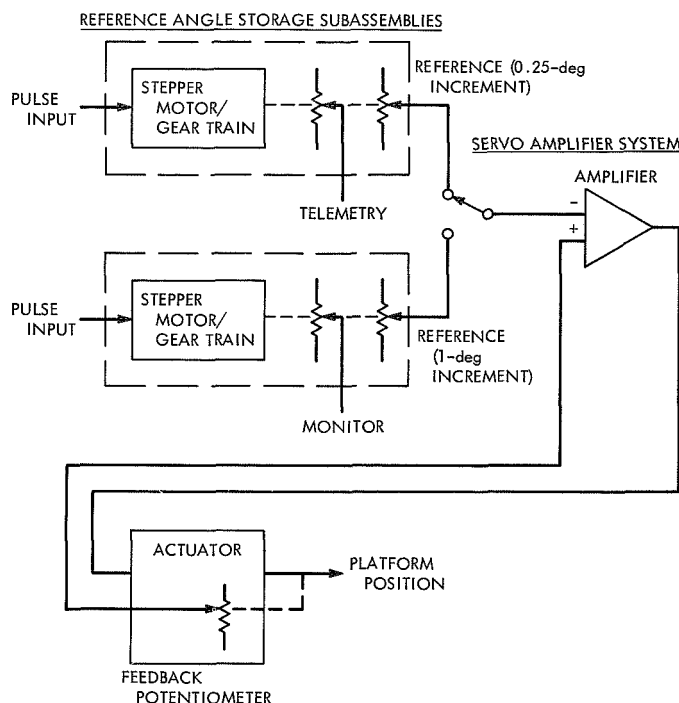 REFERENCE ANGLE STORAGE SUBASSEMBLIES
PULSE
INPUT
STEPPER
MOTOR/
GEAR TRAIN
REFERENCE (0.25-deg
INCREMENT)
TELEMETRY
SERVO AMPLIFIER SYSTEM
AMPLIFIER
-
+
PULSE
INPUT
STEPPER
MOTOR/
GEAR TRAIN
REFERENCE
(1-deg
INCREMENT)
MONITOR
ACTUATOR
PLATFORM
POSITION
FEEDBACK
POTENTIOMETER